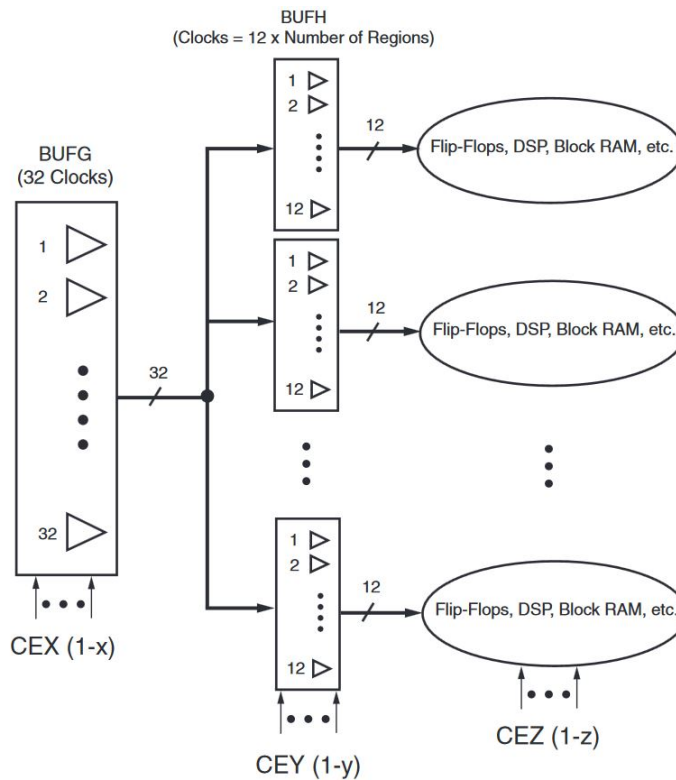 BUFH
(Clocks = 12 x Number of Regions)
1
2
12
12
Flip-Flops, DSP, Block RAM, etc.
BUFG
(32 Clocks)
1
2
32
32
1
2
12
12
Flip-Flops, DSP, Block RAM, etc.
1
2
12
12
Flip-Flops, DSP, Block RAM, etc.
CEX (1-x)
CEY (1-y)
CEZ (1-z)